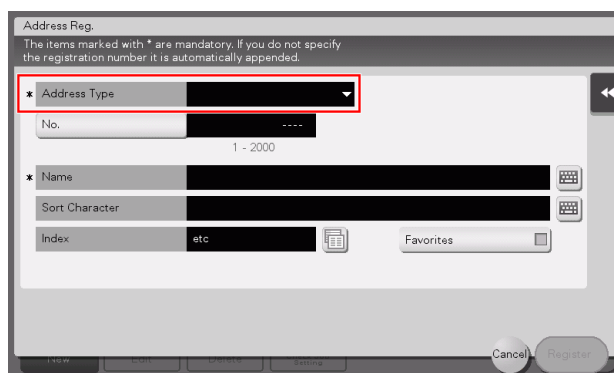 Address Reg.
The items marked with * are mandatory. If you do not specify
the registration number it is automatically appended.
* Address Type
No. ----
1 - 2000
* Name
Sort Character
Index etc Favorites
Cancel Register
New Edit Delete Setting